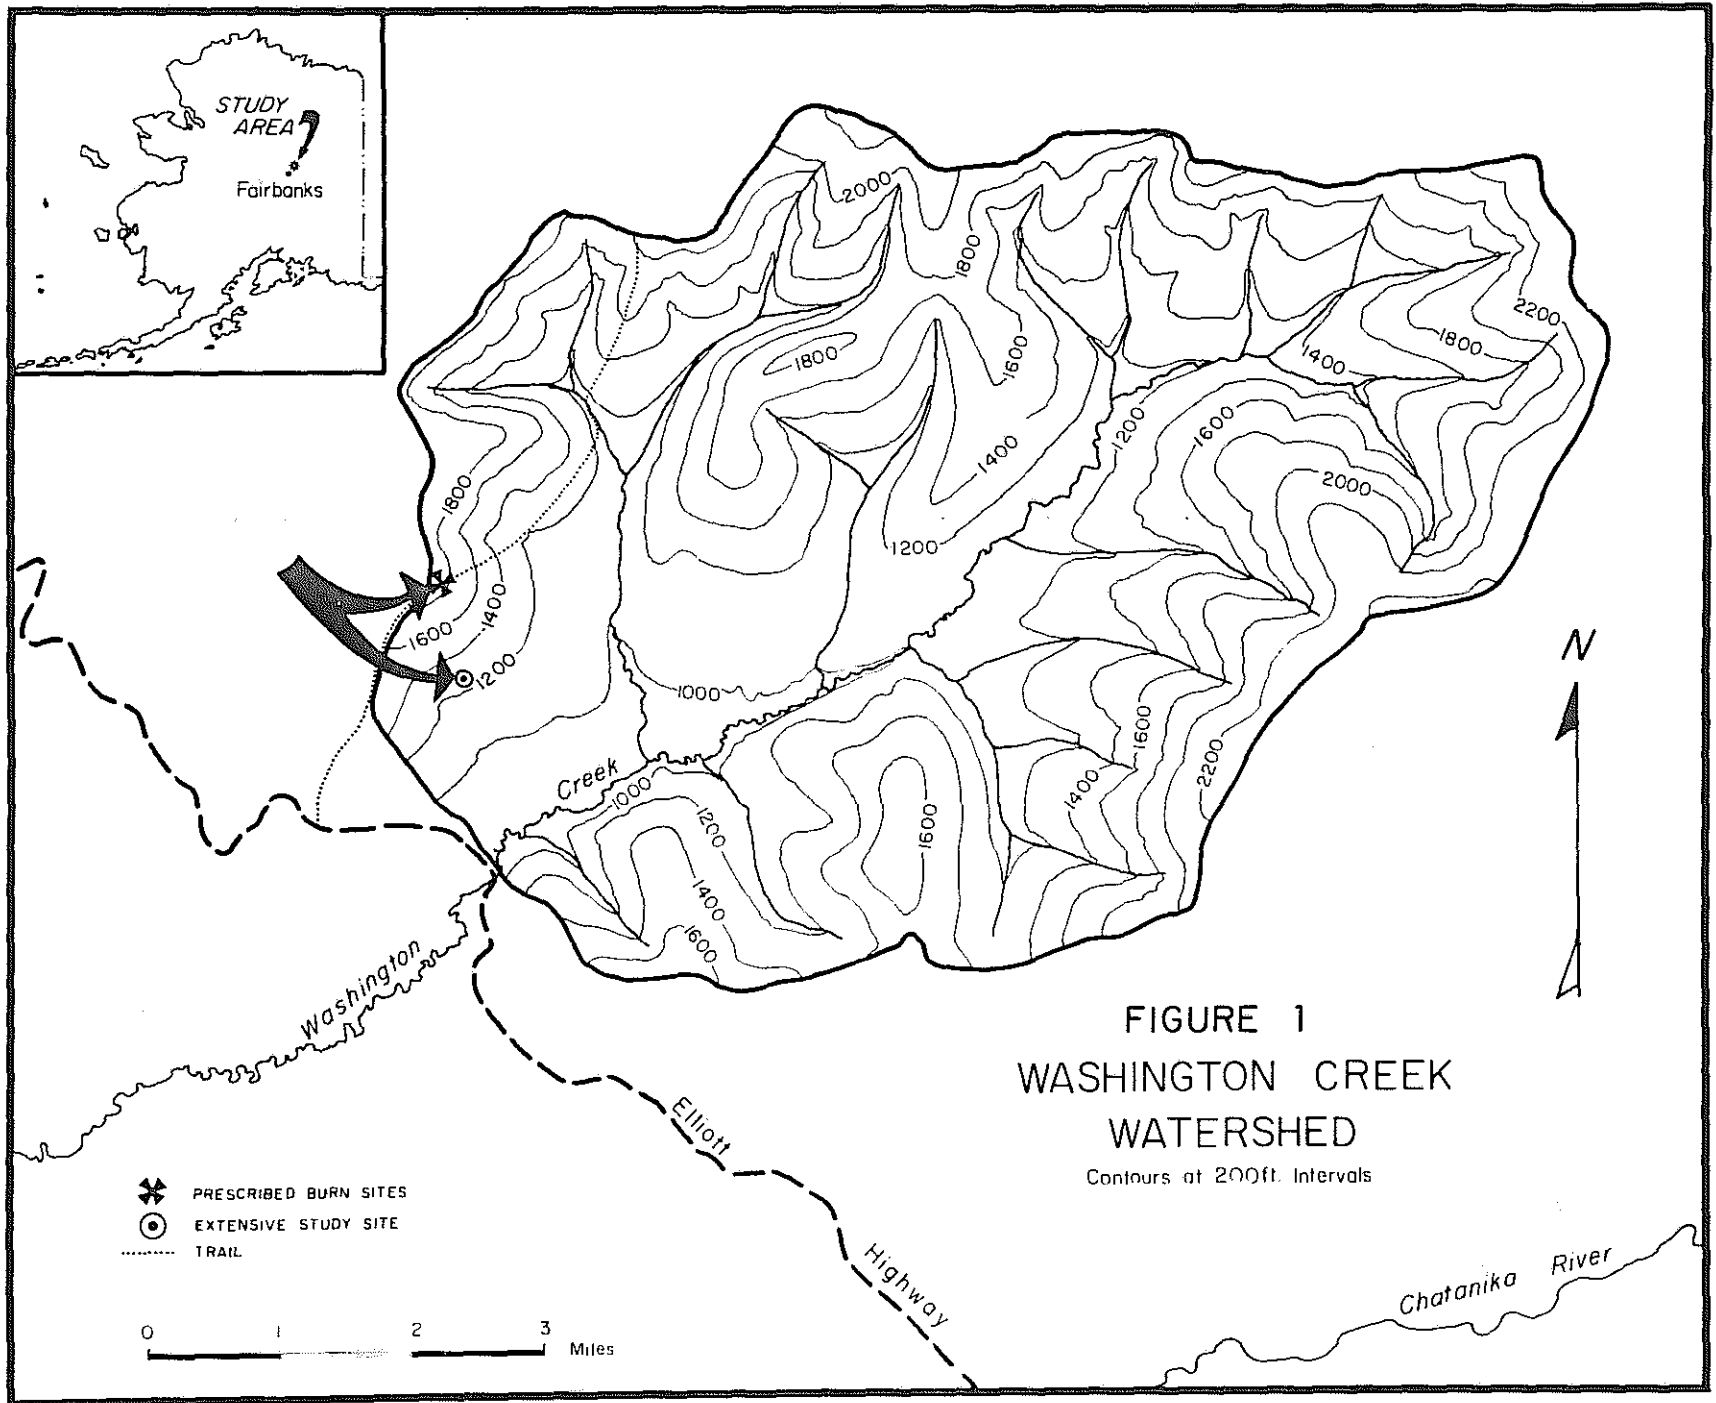 STUDY
AREA
Fairbanks
2000
1800
1800
1600
2200
1800
1400
1200
1600
1400
2000
1800
1200
1400
1600
1200
1000
1600
2200
1400
Creek
1000
1200
1600
1400
1600
Washington
N
FIGURE 1
WASHINGTON CREEK
WATERSHED
Contours at 200ft. Intervals
Elliott
Highway
Chatanika River
PRESCRIBED BURN SITES
EXTENSIVE STUDY SITE
TRAIL
0 1 2 3
Miles